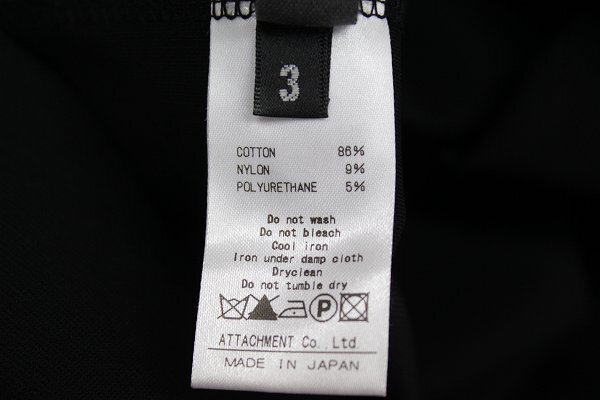 3
COTTON 86%
NYLON 9%
POLYURETHANE 5%
Do not wash
Do not bleach
Cool iron
Iron under damp cloth
Dryclean
Do not tumble dry
P
ATTACHMENT Co.,Ltd.
MADE IN JAPAN